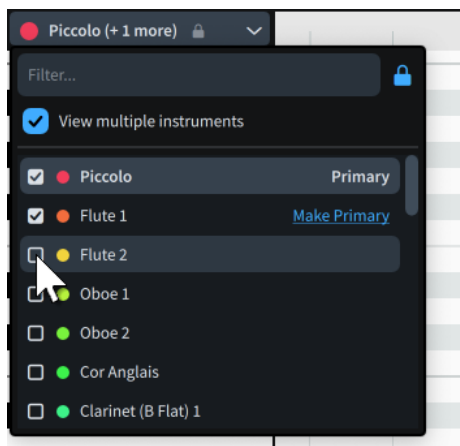 Piccolo (+ 1 more)
Filter...
View multiple instruments
Piccolo Primary
Flute 1 Make Primary
Flute 2
Oboe 1
Oboe 2
Cor Anglais
Clarinet (B Flat) 1